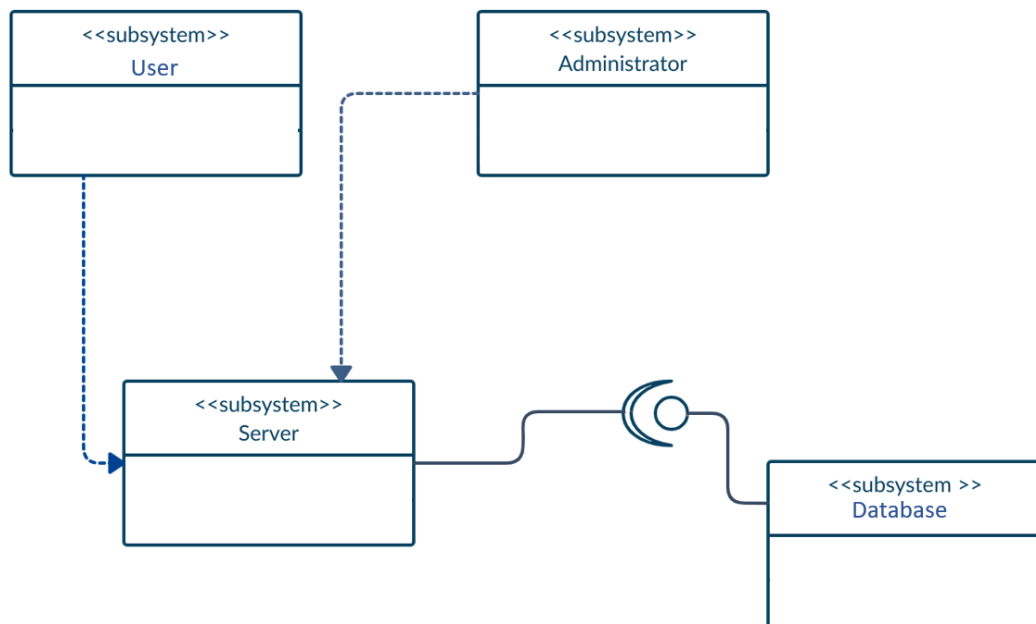 <<subsystem>>
User
<<subsystem>>
Administrator
<<subsystem>>
Server
<<subsystem >>
Database